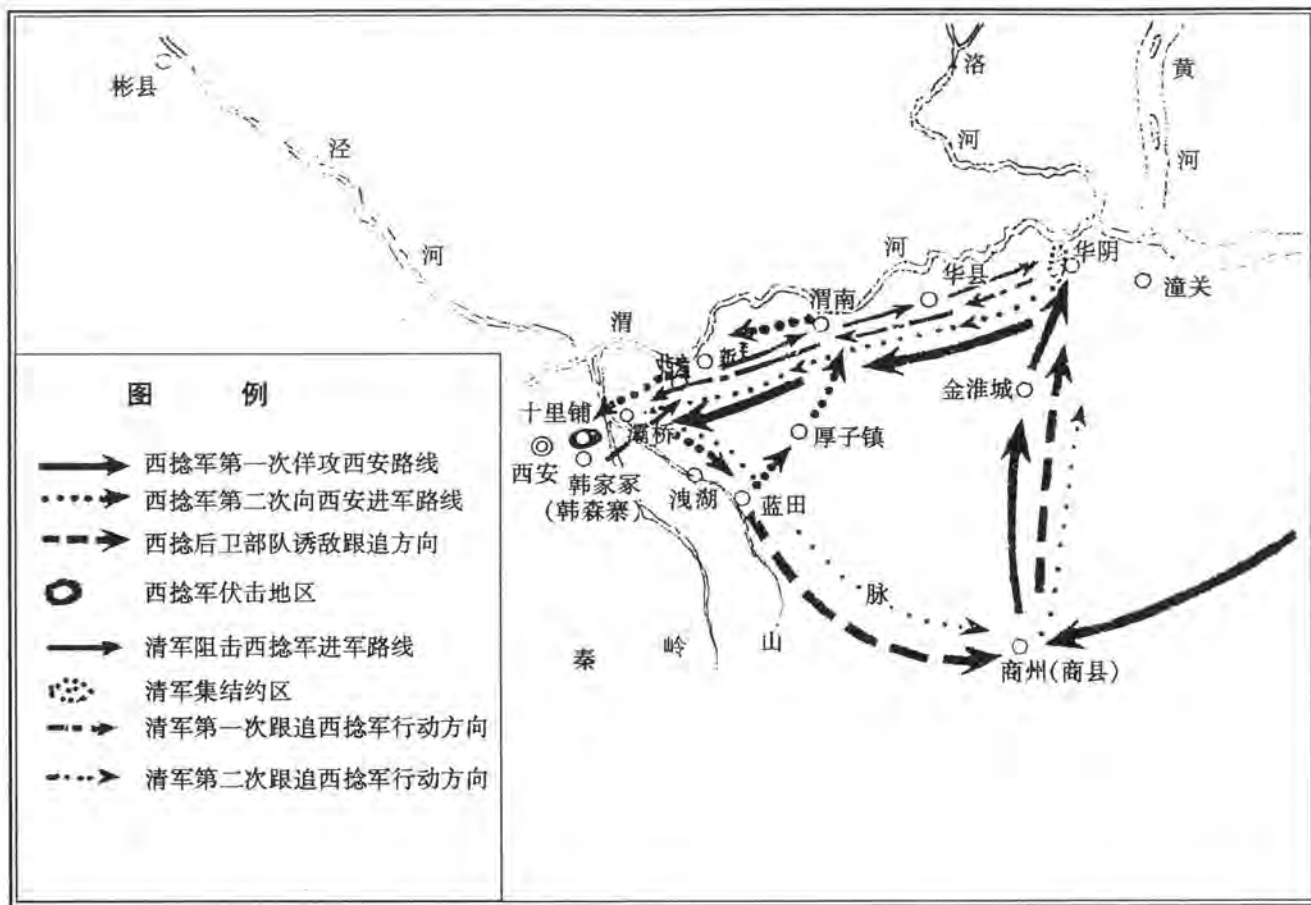 彬县
泾
河
洛
河
黄
河
渭
河
华阴
潼关
华县
渭南
金淮城
十里铺
灞桥
西安
韩家冢
(韩森寨)
洩湖
蓝田
厚子镇
秦
岭
山
脉
商州(商县)
图 例
西捻军第一次佯攻西安路线
西捻军第二次向西安进军路线
西捻后卫部队诱敌跟追方向
西捻军伏击地区
清军阻击西捻军进军路线
清军集结约区
清军第一次跟追西捻军行动方向
清军第二次跟追西捻军行动方向